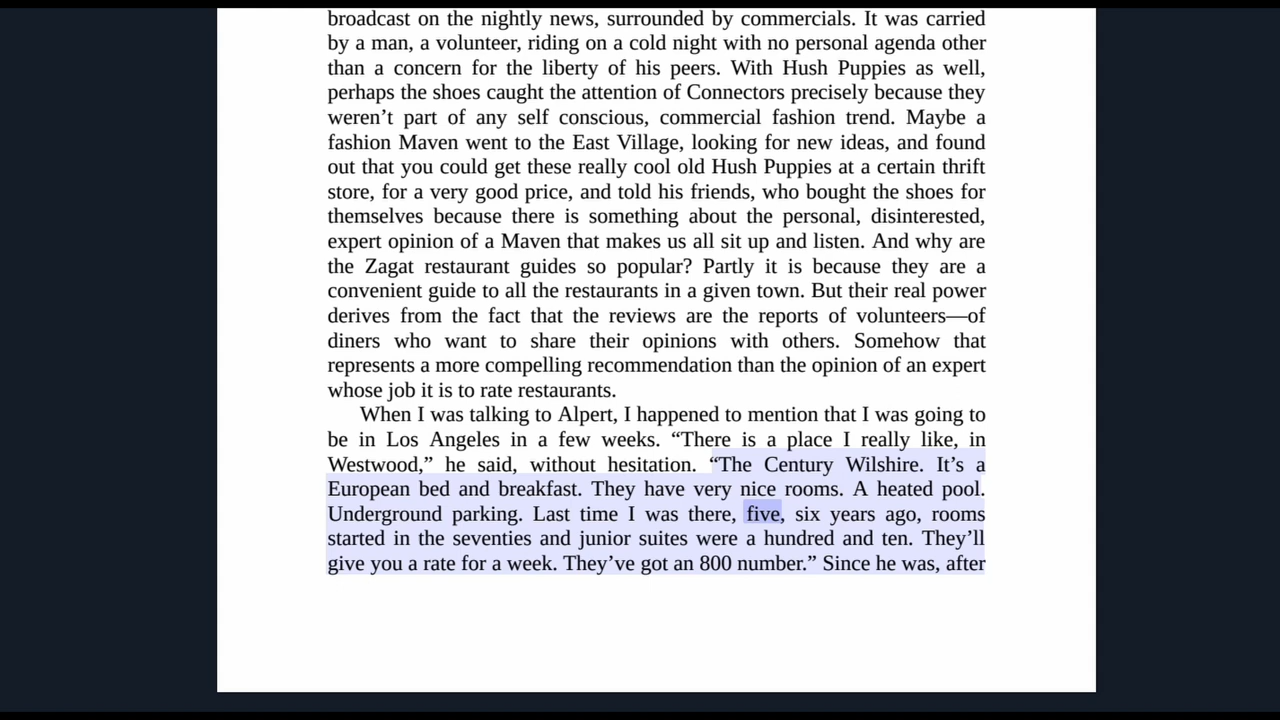 broadcast on the nightly news, surrounded by commercials. It was carried
by a man, a volunteer, riding on a cold night with no personal agenda other
than a concern for the liberty of his peers. With Hush Puppies as well,
perhaps the shoes caught the attention of Connectors precisely because they
weren’t part of any self conscious, commercial fashion trend. Maybe a
fashion Maven went to the East Village, looking for new ideas, and found
out that you could get these really cool old Hush Puppies at a certain thrift
store, for a very good price, and told his friends, who bought the shoes for
themselves because there is something about the personal, disinterested,
expert opinion of a Maven that makes us all sit up and listen. And why are
the Zagat restaurant guides so popular? Partly it is because they are a
convenient guide to all the restaurants in a given town. But their real power
derives from the fact that the reviews are the reports of volunteers—of
diners who want to share their opinions with others. Somehow that
represents a more compelling recommendation than the opinion of an expert
whose job it is to rate restaurants.
When I was talking to Alpert, I happened to mention that I was going to
be in Los Angeles in a few weeks. “There is a place I really like, in
Westwood,” he said, without hesitation. “The Century Wilshire. It’s a
European bed and breakfast. They have very nice rooms. A heated pool.
Underground parking. Last time I was there, five, six years ago, rooms
started in the seventies and junior suites were a hundred and ten. They’ll
give you a rate for a week. They’ve got an 800 number.” Since he was, after